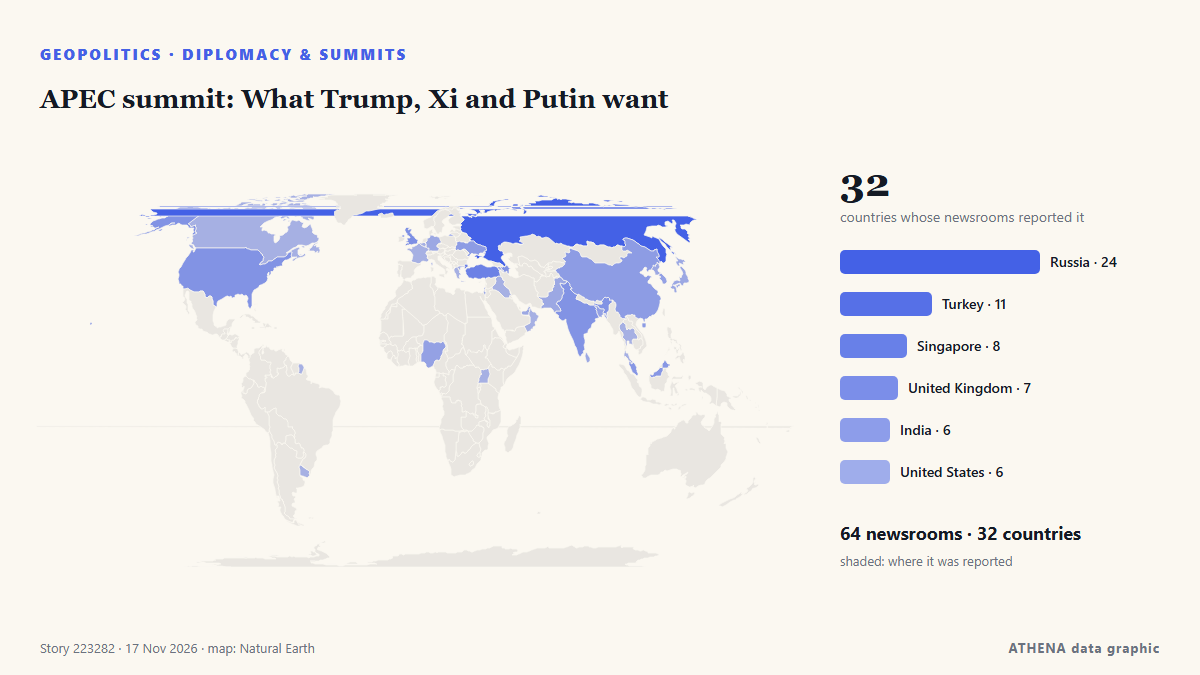 GEOPOLITICS · DIPLOMACY & SUMMITS
APEC summit: What Trump, Xi and Putin want
32
countries whose newsrooms reported it
Russia · 24
Turkey · 11
Singapore · 8
United Kingdom · 7
India · 6
United States · 6
64 newsrooms · 32 countries
shaded: where it was reported
Story 223282 · 17 Nov 2026 · map: Natural Earth
ATHENA data graphic